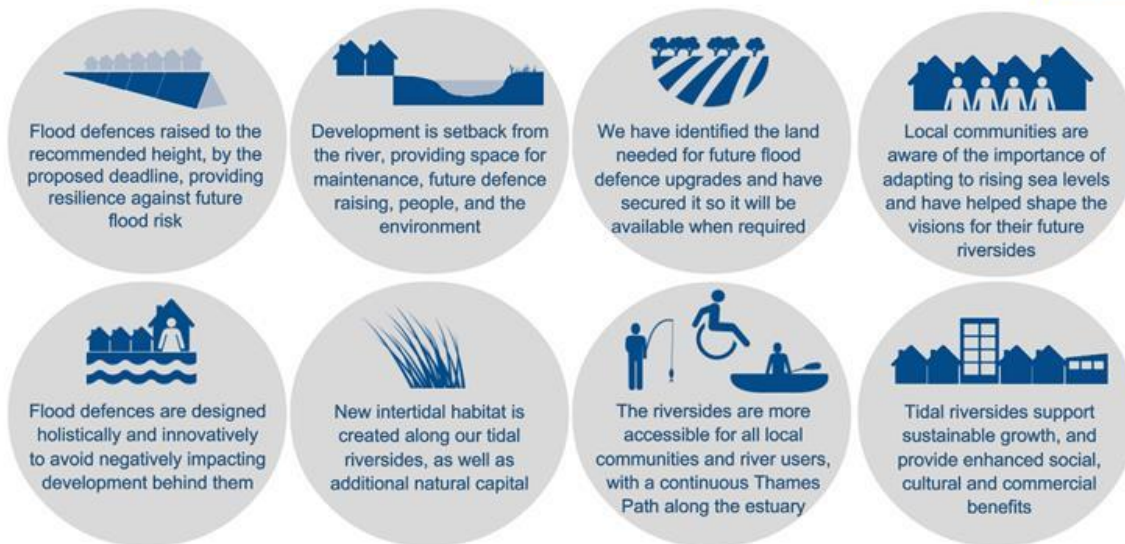 Flood defences raised to the
recommended height, by the
proposed deadline, providing
resilience against future
flood risk
Development is setback from
the river, providing space for
maintenance, future defence
raising, people, and the
environment
We have identified the land
needed for future flood
defence upgrades and have
secured it so it will be
available when required
Local communities are
aware of the importance of
adapting to rising sea levels
and have helped shape the
visions for their future
riversides
Flood defences are designed
holistically and innovatively
to avoid negatively impacting
development behind them
New intertidal habitat is
created along our tidal
riversides, as well as
additional natural capital
The riversides are more
accessible for all local
communities and river users,
with a continuous Thames
Path along the estuary
Tidal riversides support
sustainable growth, and
provide enhanced social,
cultural and commercial
benefits